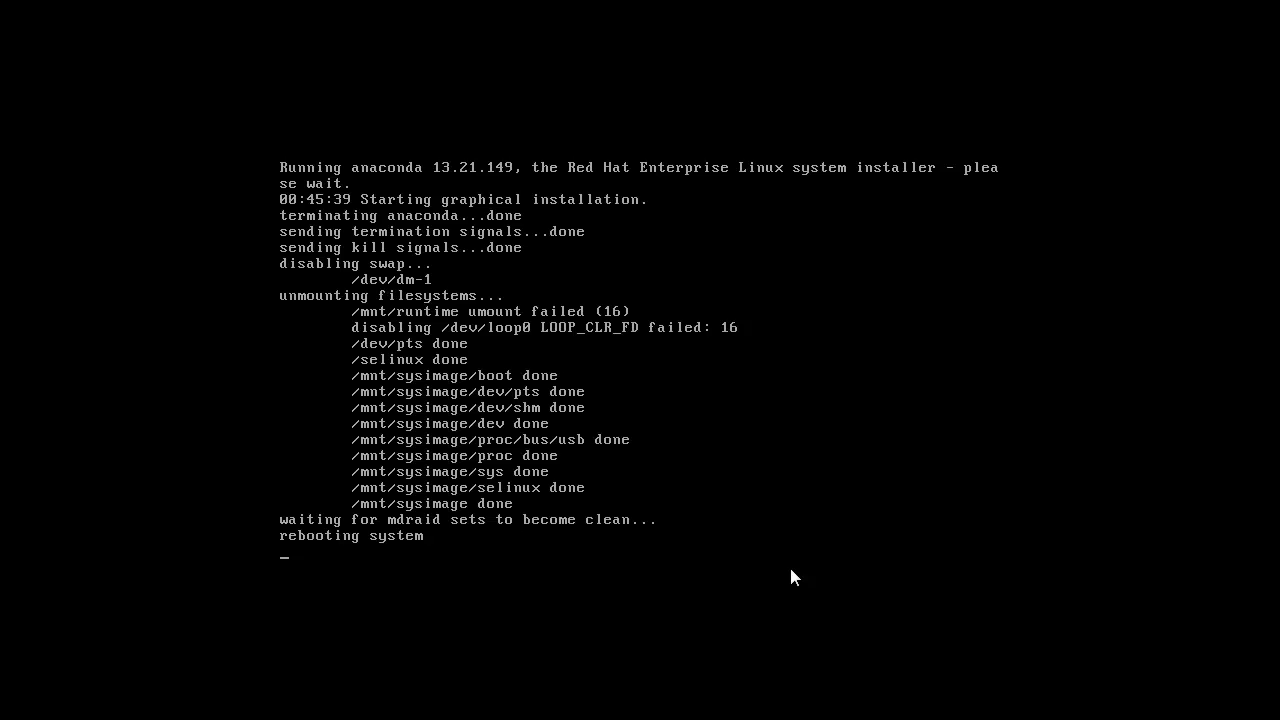 Running anaconda 13.21.149, the Red Hat Enterprise Linux system installer - plea
se wait.
00:45:39 Starting graphical installation.
terminating anaconda...done
sending termination signals...done
sending kill signals...done
disabling swap...
/dev/dm-1
unmounting filesystems...
/mnt/runtime umount failed (16)
disabling /dev/loop0 LOOP_CLR_FD failed: 16
/dev/pts done
/selinux done
/mnt/sysimage/boot done
/mnt/sysimage/dev/pts done
/mnt/sysimage/dev/shm done
/mnt/sysimage/dev done
/mnt/sysimage/proc/bus/usb done
/mnt/sysimage/proc done
/mnt/sysimage/sys done
/mnt/sysimage/selinux done
/mnt/sysimage done
waiting for mdraid sets to become clean...
rebooting system